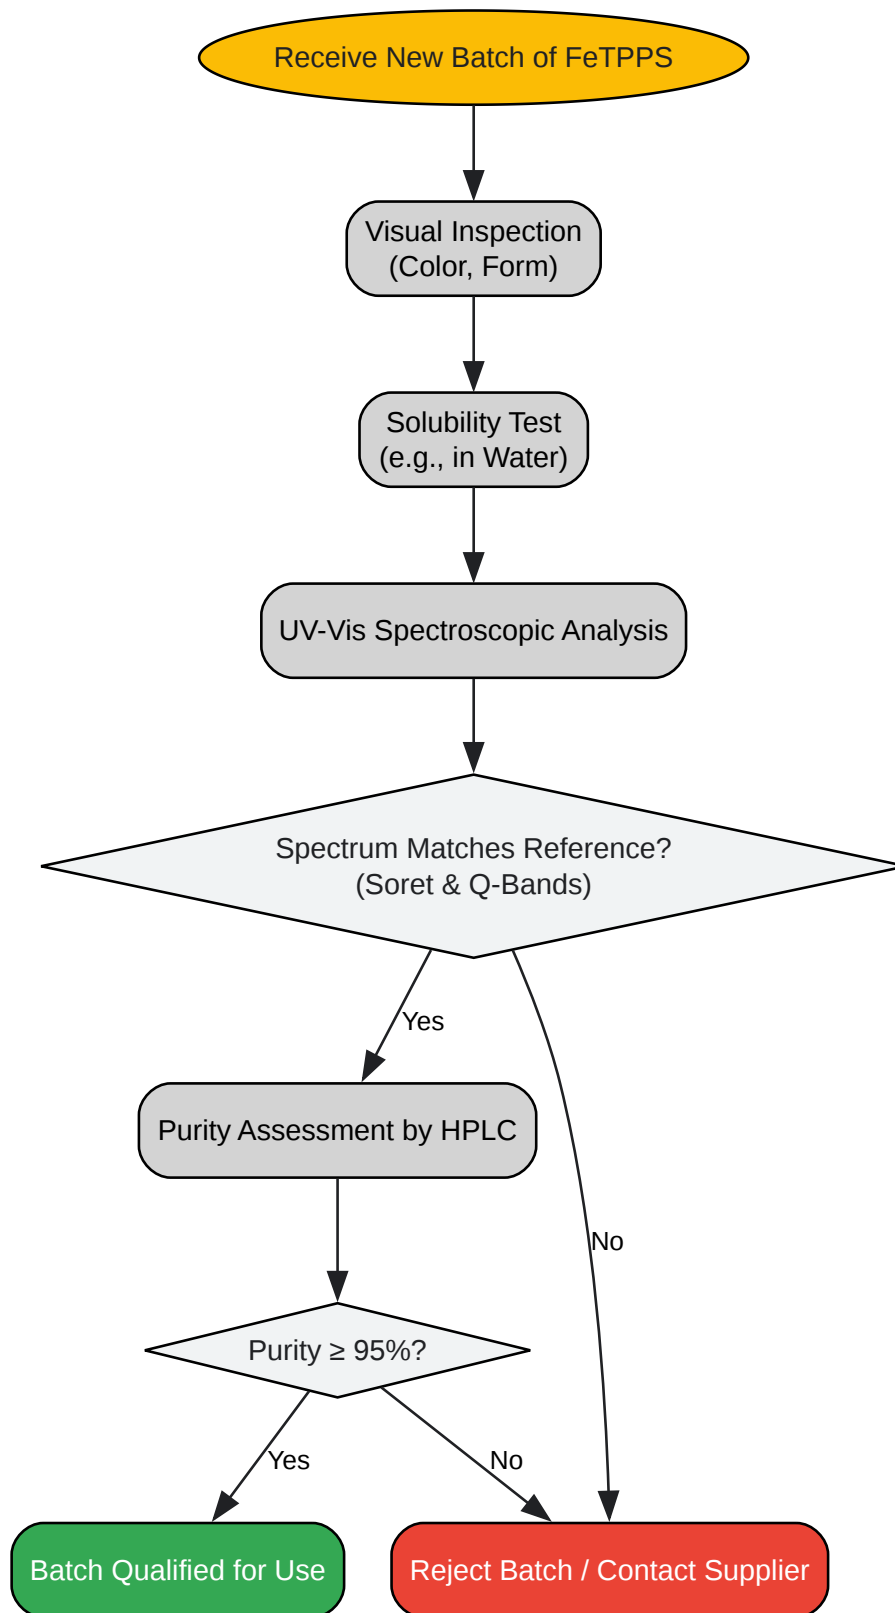 Receive New Batch of FeTPPS
Visual Inspection
(Color, Form)
Solubility Test
(e.g., in Water)
UV-Vis Spectroscopic Analysis
Spectrum Matches Reference?
(Soret & Q-Bands)
Yes
Purity Assessment by HPLC
No
Purity ≥ 95%?
Yes
No
Batch Qualified for Use
Reject Batch / Contact Supplier